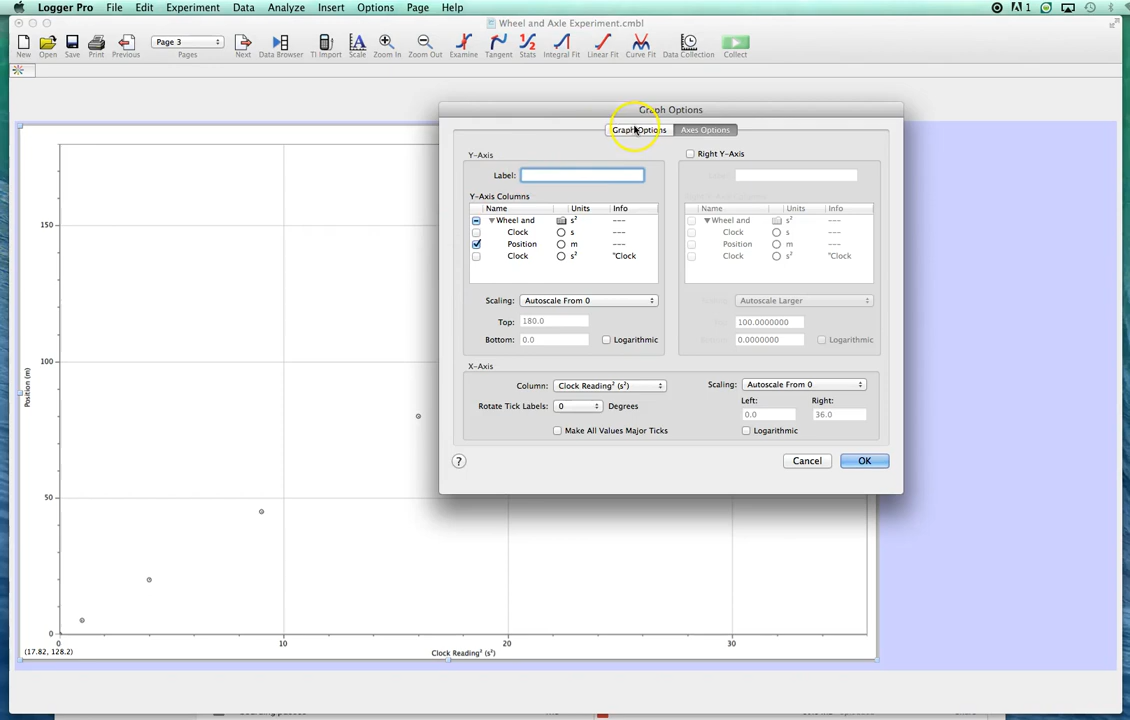 Logger Pro File Edit Experiment Data Analyze Insert Options Page Help
1
Wheel and Axle Experiment.cmbl
Page 3
New Open Save Print Previous Pages Next Data Browser TI Import Scale Zoom In Zoom Out Examine Tangent Stats Integral Fit Linear Fit Curve Fit Data Collection Collect
Graph Options
Graph Options Axes Options
Y-Axis
Label:
Y-Axis Columns
Name Units Info
Wheel and s² ---
Clock s ---
Position m ---
Clock s² "Clock
Scaling: Autoscale From 0
Top: 180.0
Bottom: 0.0 Logarithmic
Right Y-Axis
Name Units Info
Wheel and s² ---
Clock s ---
Position m ---
Clock s² "Clock
Autoscale Larger
100.0000000
0.0000000 Logarithmic
X-Axis
Column: Clock Reading² (s²)
Rotate Tick Labels: 0 Degrees
Make All Values Major Ticks
Scaling: Autoscale From 0
Left: Right:
0.0 36.0
Logarithmic
? Cancel OK
150
100
50
0
Position (m)
0 10 20 30
(17.82, 128.2)
Clock Reading² (s²)